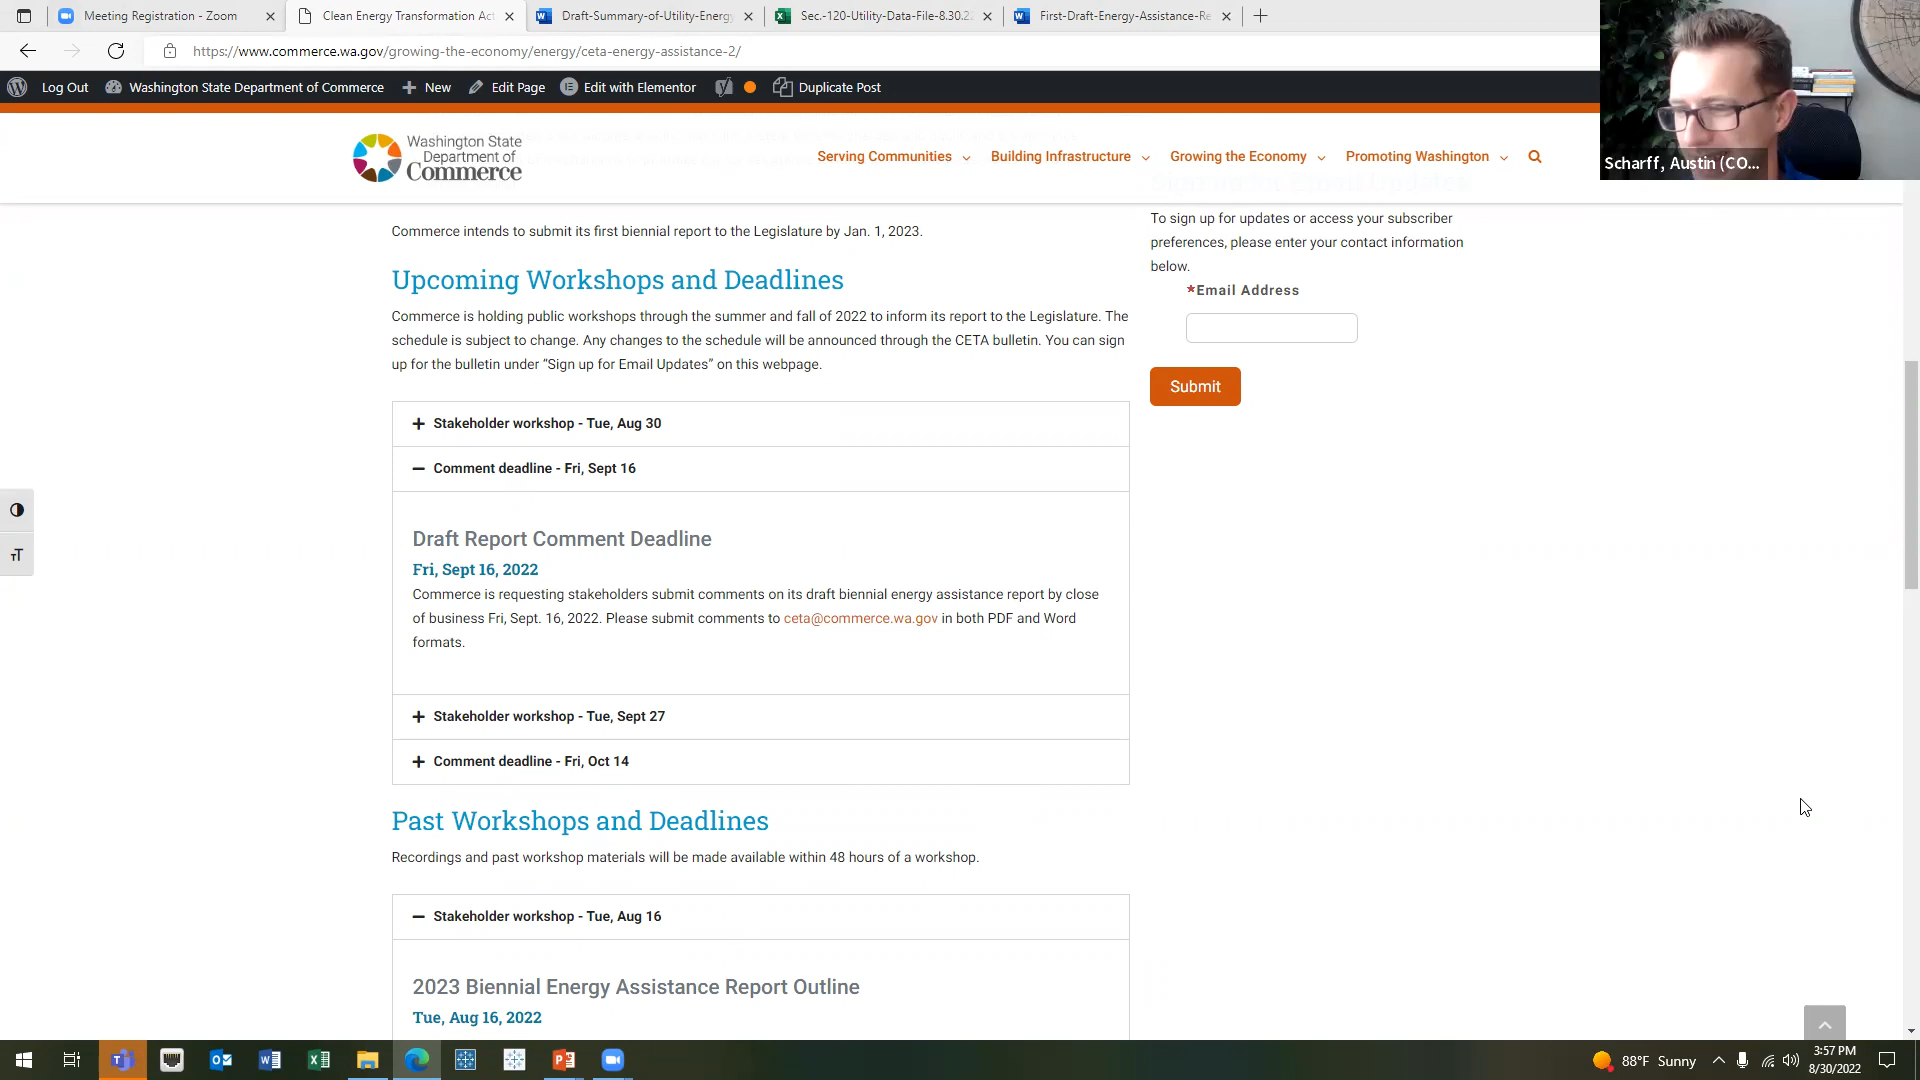 Meeting Registration - Zoom
Clean Energy Transformation Act
Draft-Summary-of-Utility-Energy
Sec.-120-Utility-Data-File-8.30.22
First-Draft-Energy-Assistance-Re
https://www.commerce.wa.gov/growing-the-economy/energy/ceta-energy-assistance-2/
Log Out
Washington State Department of Commerce
New
Edit Page
Edit with Elementor
Duplicate Post
Washington State
Department of
Commerce
Serving Communities
Building Infrastructure
Growing the Economy
Promoting Washington
Scharff, Austin (CO...
Sign up for Email Updates
To sign up for updates or access your subscriber
preferences, please enter your contact information
below.
*Email Address
Submit
Commerce intends to submit its first biennial report to the Legislature by Jan. 1, 2023.
Upcoming Workshops and Deadlines
Commerce is holding public workshops through the summer and fall of 2022 to inform its report to the Legislature. The
schedule is subject to change. Any changes to the schedule will be announced through the CETA bulletin. You can sign
up for the bulletin under “Sign up for Email Updates” on this webpage.
+ Stakeholder workshop - Tue, Aug 30
− Comment deadline - Fri, Sept 16
Draft Report Comment Deadline
Fri, Sept 16, 2022
Commerce is requesting stakeholders submit comments on its draft biennial energy assistance report by close
of business Fri, Sept. 16, 2022. Please submit comments to ceta@commerce.wa.gov in both PDF and Word
formats.
+ Stakeholder workshop - Tue, Sept 27
+ Comment deadline - Fri, Oct 14
Past Workshops and Deadlines
Recordings and past workshop materials will be made available within 48 hours of a workshop.
− Stakeholder workshop - Tue, Aug 16
2023 Biennial Energy Assistance Report Outline
Tue, Aug 16, 2022
TT
88°F Sunny
3:57 PM
8/30/2022